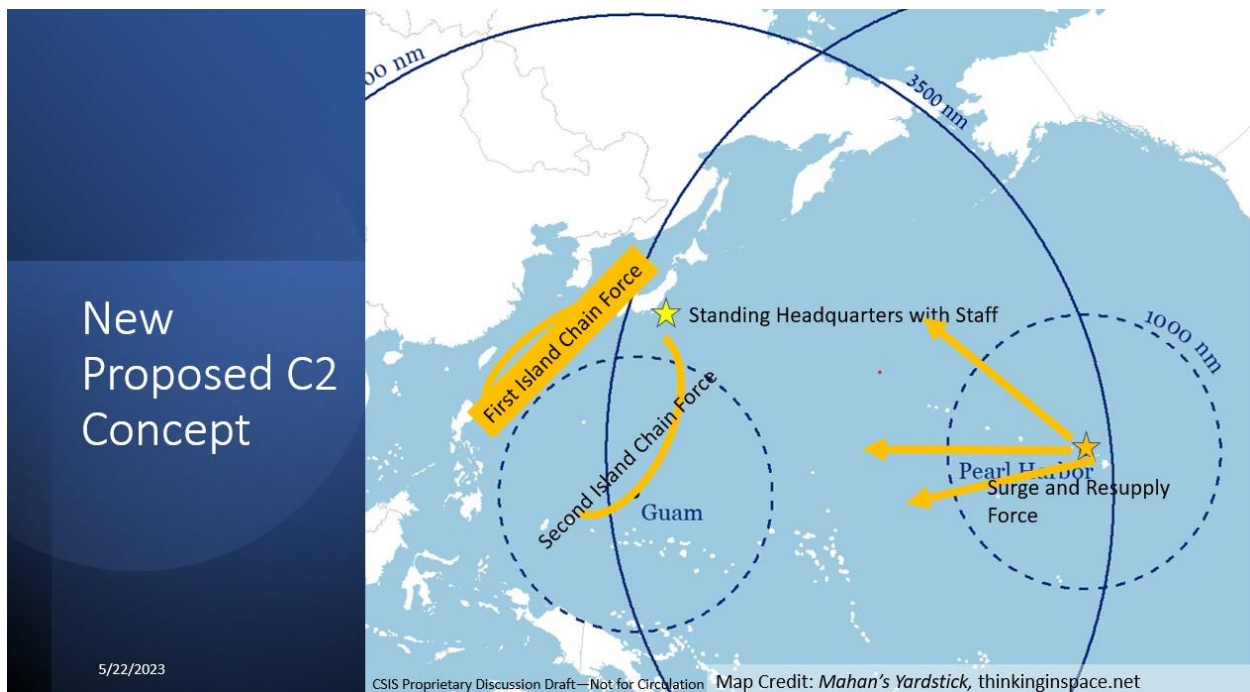 New
Proposed C2
Concept
5/22/2023
00 nm
3500 nm
1000 nm
First Island Chain Force
Standing Headquarters with Staff
Second Island Chain Force
Guam
Pearl Harbor
Surge and Resupply
Force
CSIS Proprietary Discussion Draft—Not for Circulation
Map Credit: Mahan's Yardstick, thinkinginspace.net